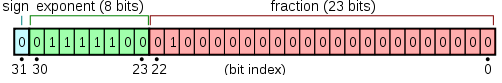 sign exponent (8 bits) fraction (23 bits)
0 0 1 1 1 1 1 0 0 0 1 0 0 0 0 0 0 0 0 0 0 0 0 0 0 0 0 0 0 0 0 0
31 30 23 22 (bit index) 0